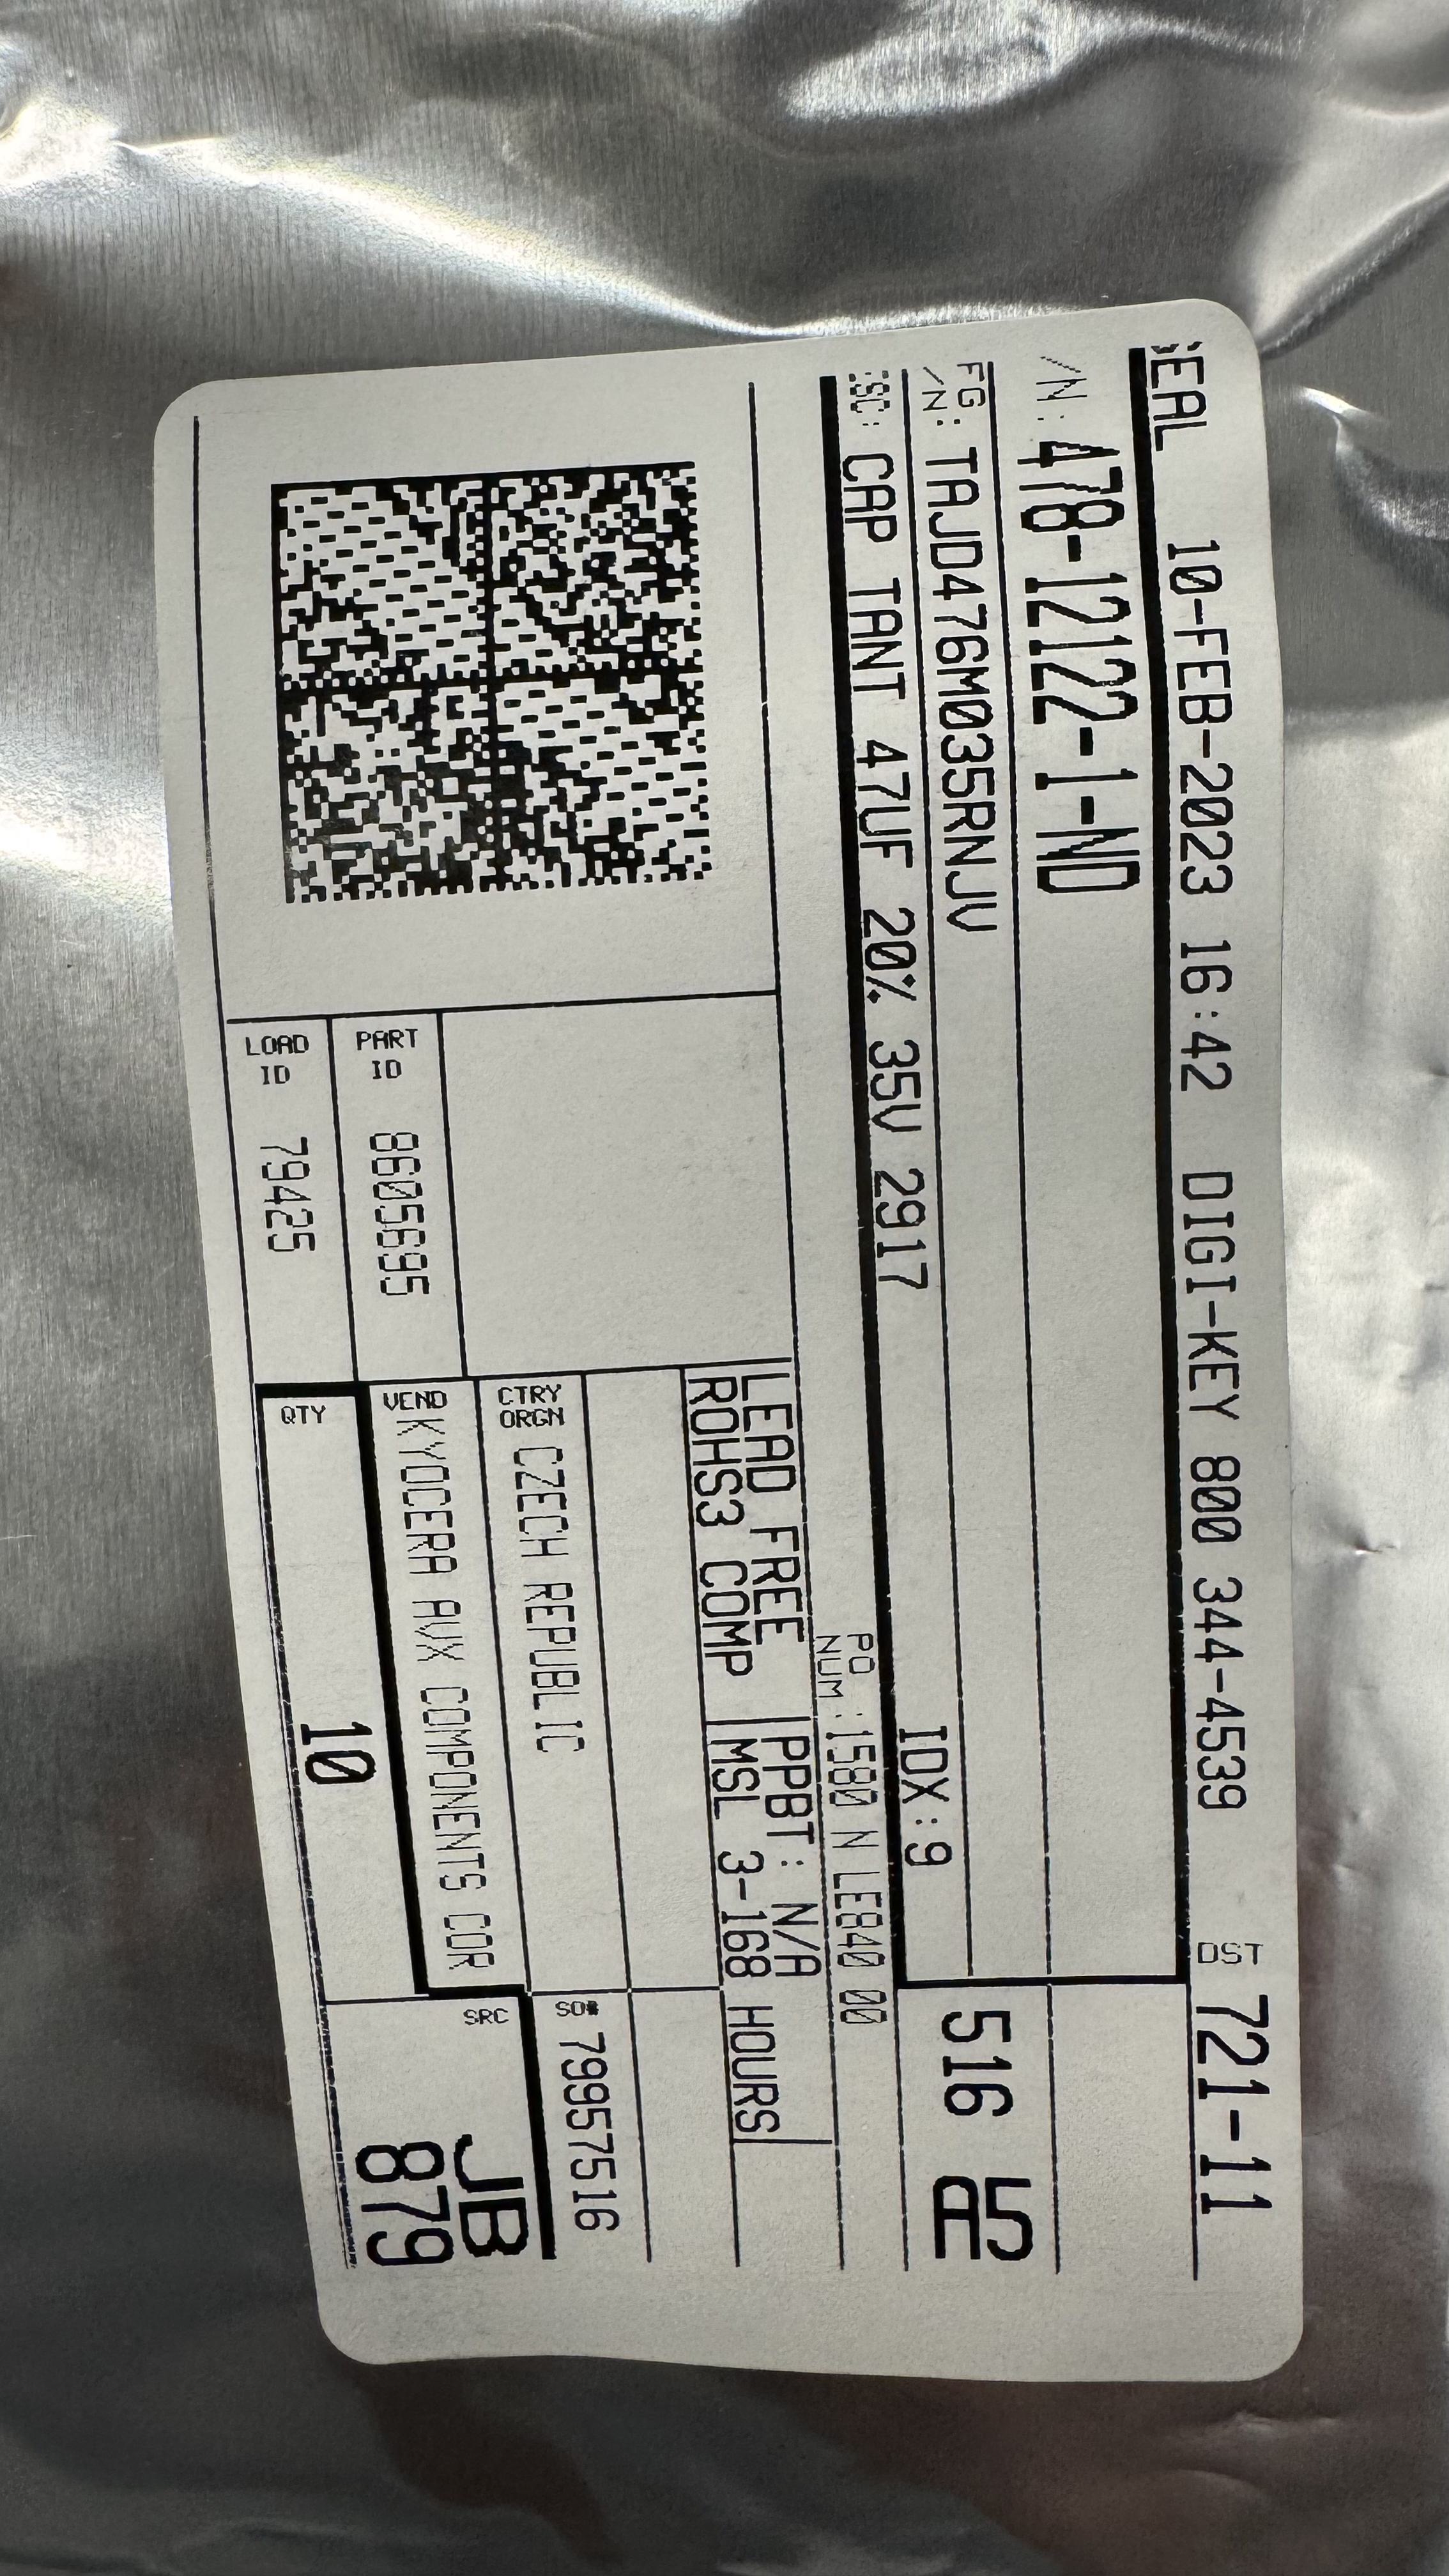 SEAL 10-FEB-2023 16:42 DIGI-KEY 800 344-4539 DST 721-11
/N: 478-12122-1-ND
FG
/N: TAJD476M035RNJV
516 A5
ESC: CAP TANT 47UF 20% 35V 2917 IDX:9
PO
NUM :1580 N LE840 00
LEAD FREE PPBT: N/A
ROHS3 COMP MSL 3-168 HOURS
CTRY
ORGN CZECH REPUBLIC SO# 79957516
PART
ID 8605695
VEND KYOCERA AVX COMPONENTS COR
SRC JB
879
LOAD
ID 79425
QTY 10